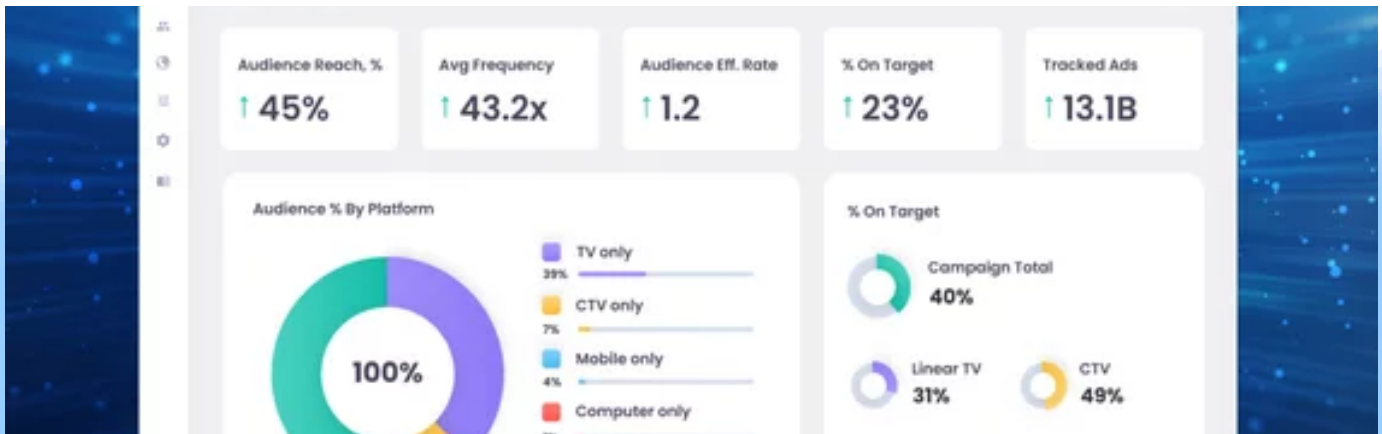 Audience Reach, %
↑ 45%
Avg Frequency
↑ 43.2x
Audience Eff. Rate
↑ 1.2
% On Target
↑ 23%
Tracked Ads
↑ 13.1B
Audience % By Platform
100%
TV only
39%
CTV only
7%
Mobile only
4%
Computer only
% On Target
Campaign Total
40%
Linear TV
31%
CTV
49%